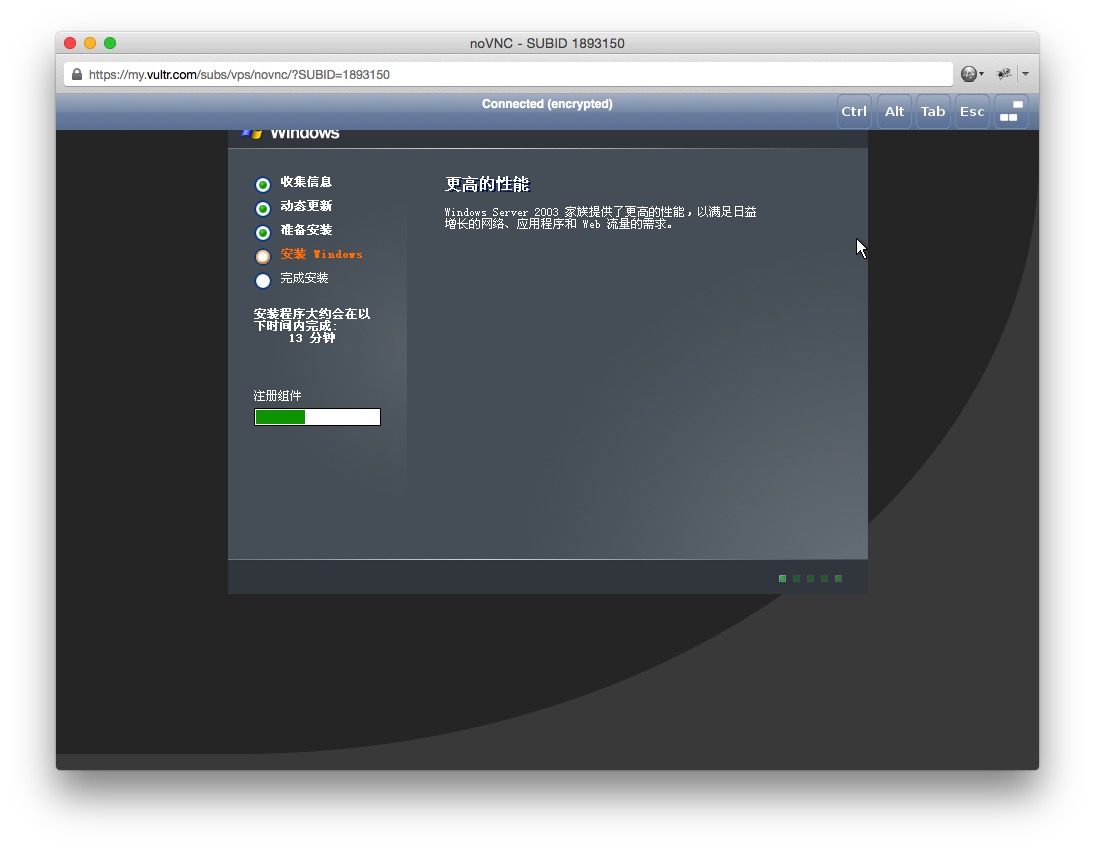 noVNC - SUBID 1893150
https://my.vultr.com/subs/vps/novnc/?SUBID=1893150
Connected (encrypted)
Ctrl
Alt
Tab
Esc
Windows
收集信息
动态更新
准备安装
安装 Windows
完成安装
安装程序大约会在以
下时间内完成:
13 分钟
注册组件
更高的性能
Windows Server 2003 家族提供了更高的性能，以满足日益
增长的网络、应用程序和 Web 流量的需求。